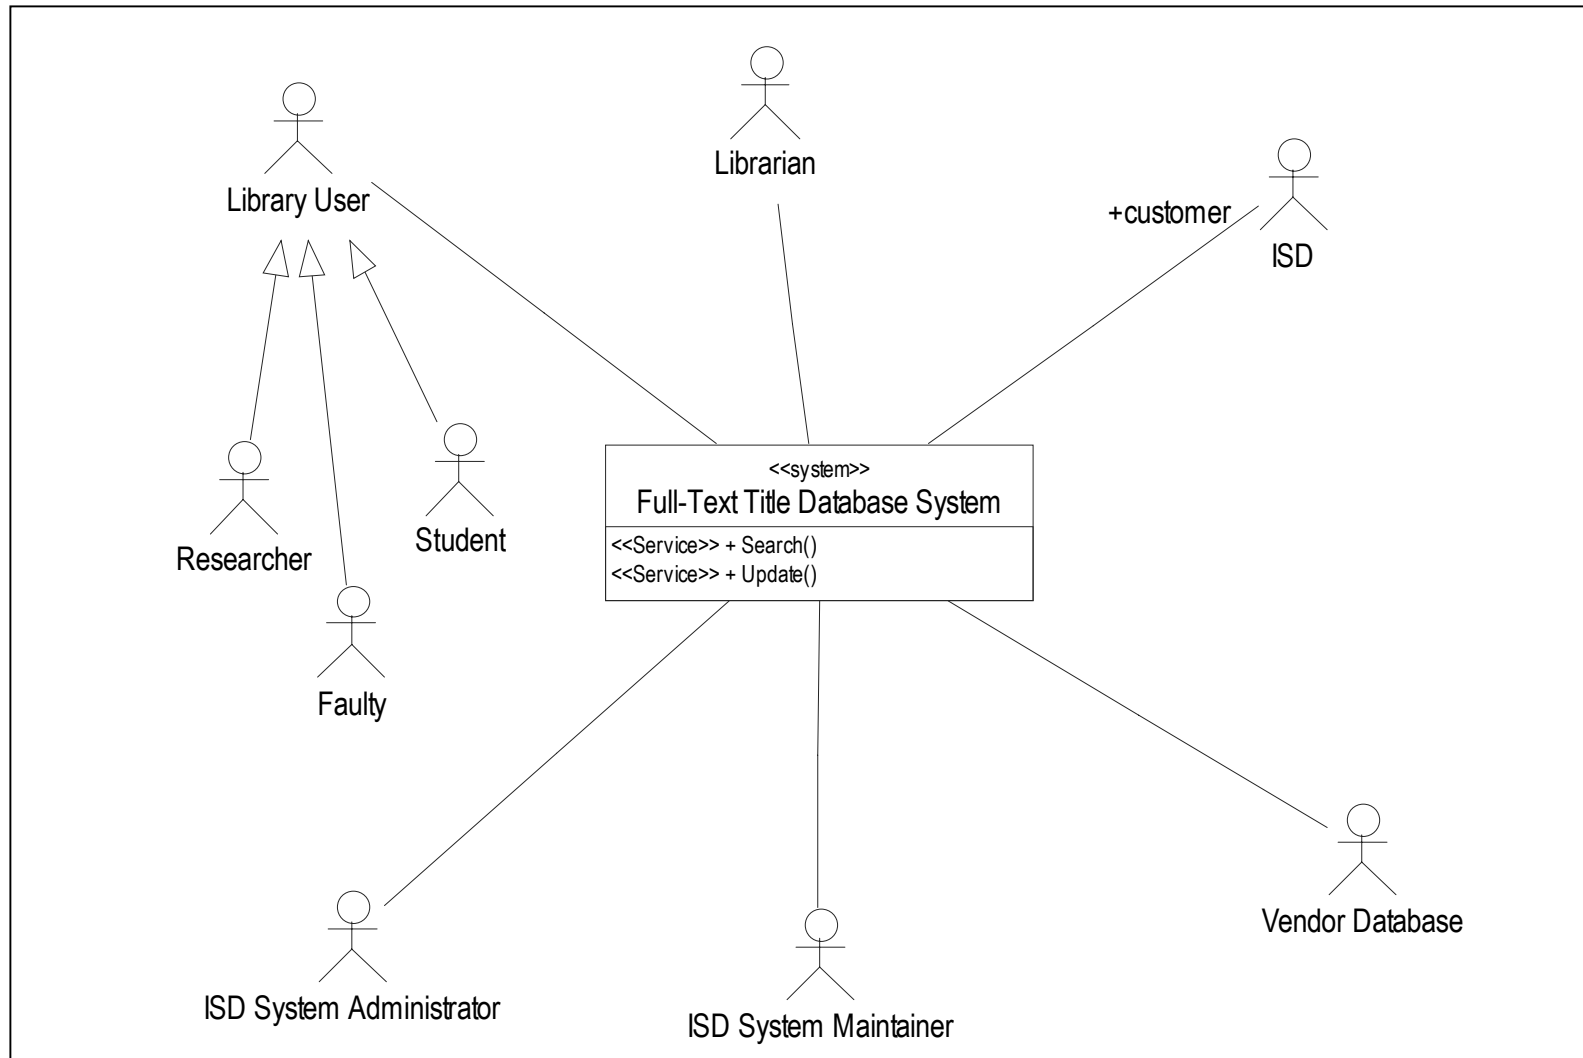 Librarian
Library User
+customer
ISD
<<system>>
Full-Text Title Database System
<<Service>> + Search()
<<Service>> + Update()
Student
Researcher
Faulty
Vendor Database
ISD System Administrator
ISD System Maintainer